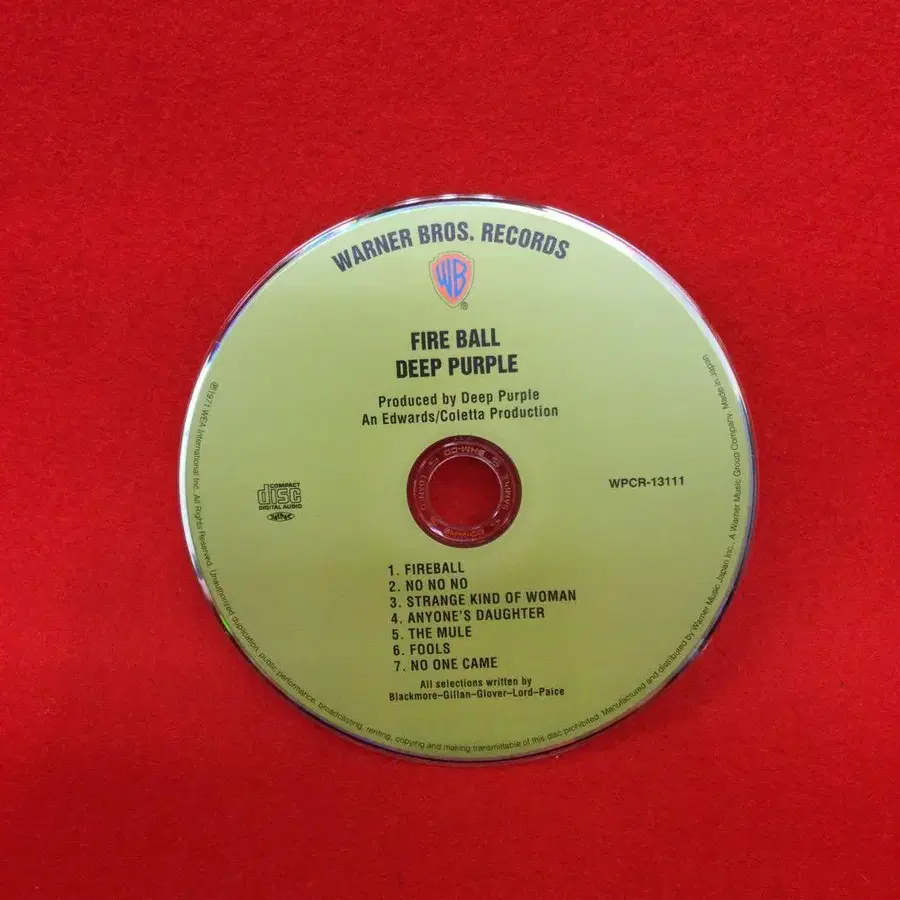 WARNER BROS. RECORDS
WB
®
FIRE BALL
DEEP PURPLE
Produced by Deep Purple
An Edwards/Coletta Production
COMPACT
disc
DIGITAL AUDIO
WPCR-13111
1. FIREBALL
2. NO NO NO
3. STRANGE KIND OF WOMAN
4. ANYONE'S DAUGHTER
5. THE MULE
6. FOOLS
7. NO ONE CAME
All selections written by
Blackmore–Gillan–Glover–Lord–Paice
℗1971 WEA International Inc. All Rights Reserved. Unauthorized duplication, public performance, broadcasting, renting, copying and making transmittable of this disc prohibited. Manufactured and distributed by Warner Music Japan Inc., A Warner Music Group Company. Made in Japan